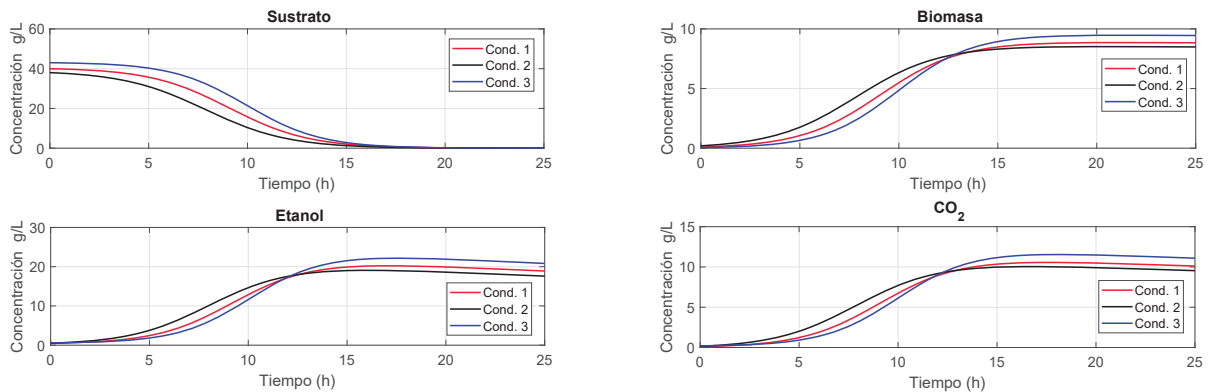 Sustrato
Concentración g/L
60
40
20
0
0 5 10 15 20 25
Tiempo (h)
Cond. 1
Cond. 2
Cond. 3
Biomasa
Concentración g/L
10
5
0
0 5 10 15 20 25
Tiempo (h)
Cond. 1
Cond. 2
Cond. 3
Etanol
Concentración g/L
30
20
10
0
0 5 10 15 20 25
Tiempo (h)
Cond. 1
Cond. 2
Cond. 3
CO₂
Concentración g/L
15
10
5
0
0 5 10 15 20 25
Tiempo (h)
Cond. 1
Cond. 2
Cond. 3